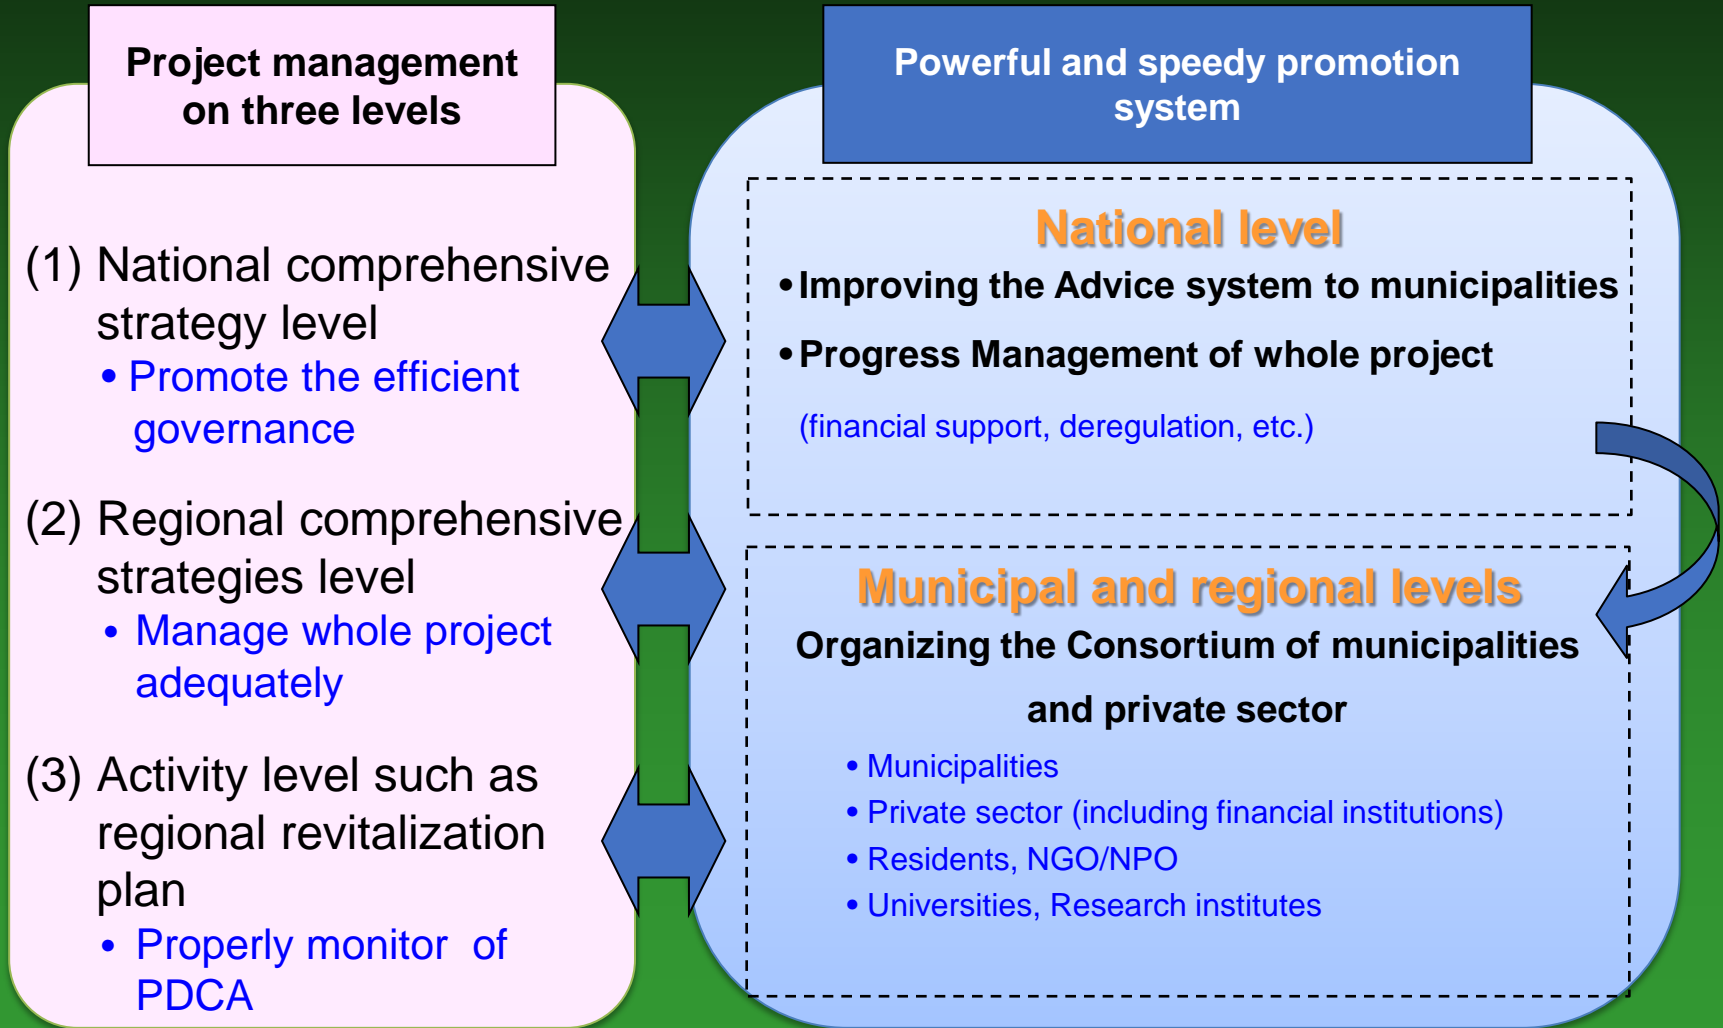 Project management
on three levels
(1) National comprehensive
strategy level
• Promote the efficient
governance
(2) Regional comprehensive
strategies level
• Manage whole project
adequately
(3) Activity level such as
regional revitalization
plan
• Properly monitor  of
PDCA
Powerful and speedy promotion
system
National level
•Improving the Advice system to municipalities
•Progress Management of whole project
(financial support, deregulation, etc.)
Municipal and regional levels
Organizing the Consortium of municipalities
and private sector
• Municipalities
• Private sector (including financial institutions)
• Residents, NGO/NPO
• Universities, Research institutes